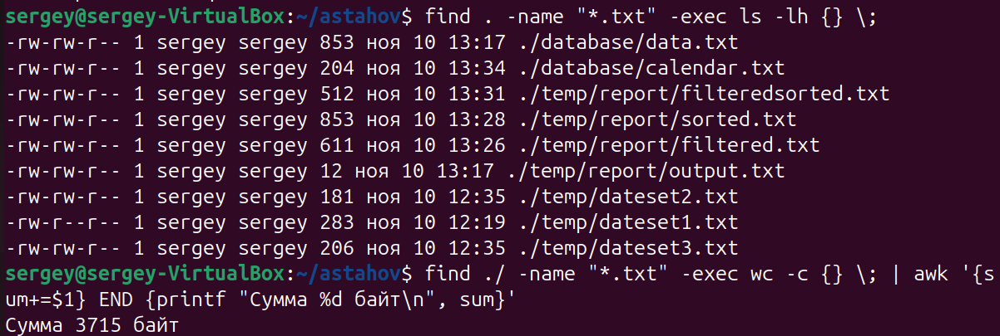 sergey@sergey-VirtualBox:~/astahov$ find . -name "*.txt" -exec ls -lh {} \;
-rw-rw-r-- 1 sergey sergey 853 ноя 10 13:17 ./database/data.txt
-rw-rw-r-- 1 sergey sergey 204 ноя 10 13:34 ./database/calendar.txt
-rw-rw-r-- 1 sergey sergey 512 ноя 10 13:31 ./temp/report/filteredsorted.txt
-rw-rw-r-- 1 sergey sergey 853 ноя 10 13:28 ./temp/report/sorted.txt
-rw-rw-r-- 1 sergey sergey 611 ноя 10 13:26 ./temp/report/filtered.txt
-rw-rw-r-- 1 sergey sergey 12 ноя 10 13:17 ./temp/report/output.txt
-rw-rw-r-- 1 sergey sergey 181 ноя 10 12:35 ./temp/dateset2.txt
-rw-r--r-- 1 sergey sergey 283 ноя 10 12:19 ./temp/dateset1.txt
-rw-rw-r-- 1 sergey sergey 206 ноя 10 12:35 ./temp/dateset3.txt
sergey@sergey-VirtualBox:~/astahov$ find ./ -name "*.txt" -exec wc -c {} \; | awk '{s
um+=$1} END {printf "Сумма %d байт\n", sum}'
Сумма 3715 байт